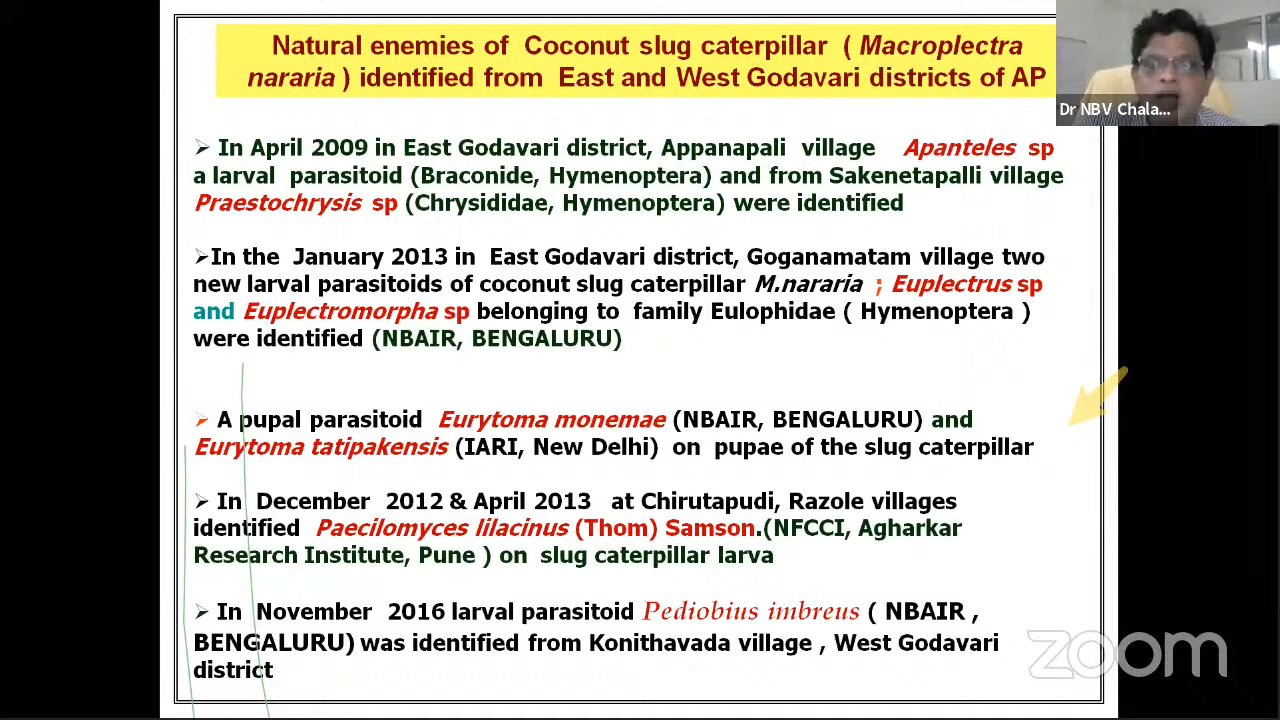 Natural enemies of Coconut slug caterpillar ( Macroplectra
nararia ) identified from East and West Godavari districts of AP
Dr NBV Chala...
➢ In April 2009 in East Godavari district, Appanapali village Apanteles sp
a larval parasitoid (Braconide, Hymenoptera) and from Sakenetapalli village
Praestochrysis sp (Chrysididae, Hymenoptera) were identified
➢In the January 2013 in East Godavari district, Goganamatam village two
new larval parasitoids of coconut slug caterpillar M.nararia ; Euplectrus sp
and Euplectromorpha sp belonging to family Eulophidae ( Hymenoptera )
were identified (NBAIR, BENGALURU)
➢ A pupal parasitoid Eurytoma monemae (NBAIR, BENGALURU) and
Eurytoma tatipakensis (IARI, New Delhi) on pupae of the slug caterpillar
➢ In December 2012 & April 2013 at Chirutapudi, Razole villages
identified Paecilomyces lilacinus (Thom) Samson.(NFCCI, Agharkar
Research Institute, Pune ) on slug caterpillar larva
➢ In November 2016 larval parasitoid Pediobius imbreus ( NBAIR ,
BENGALURU) was identified from Konithavada village , West Godavari
district
zoom